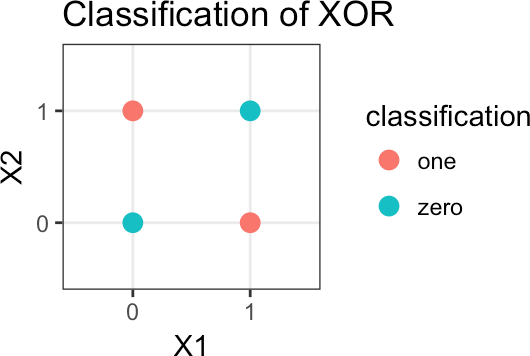 Classification of XOR
X2
1
0
0 1
X1
classification
one
zero